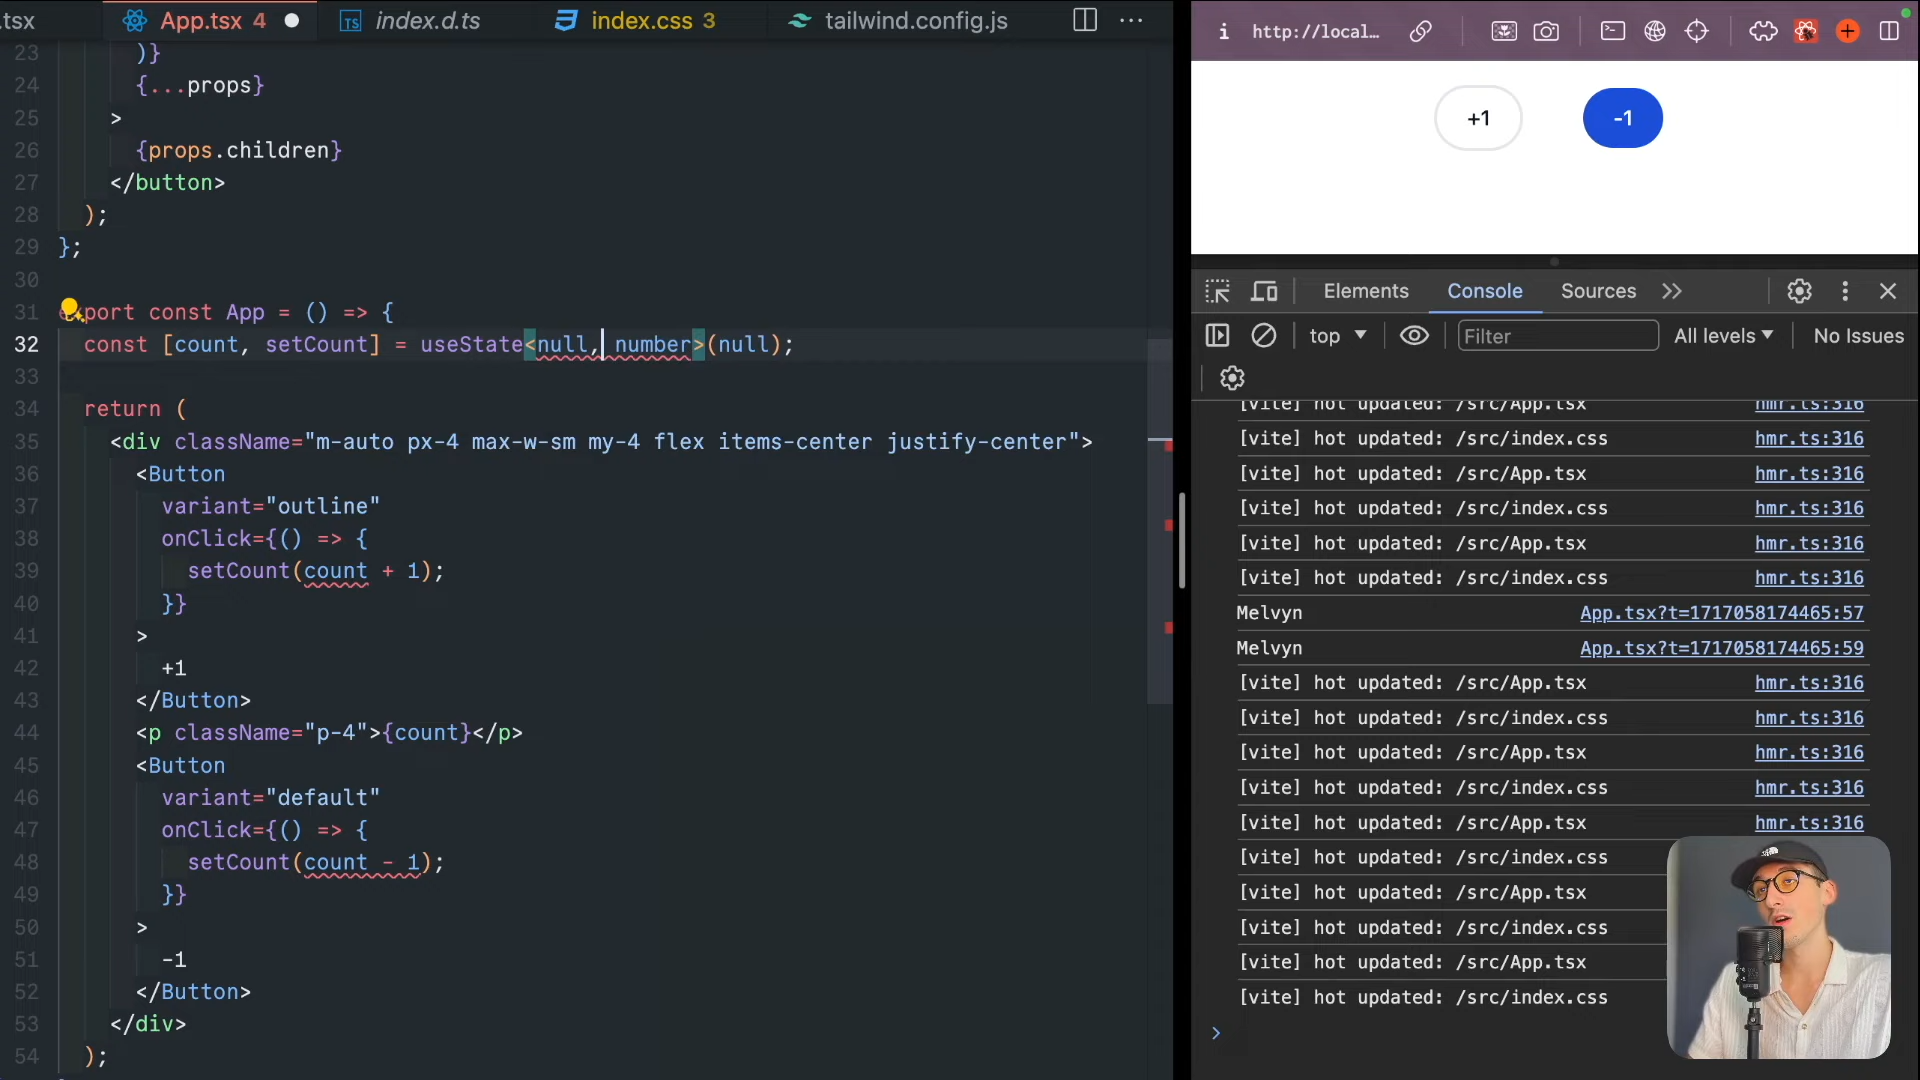 .tsx
App.tsx 4
TS index.d.ts
index.css 3
tailwind.config.js
23 )}
24 {...props}
25 >
26 {props.children}
27 </button>
28 );
29 };
30
31 port const App = () => {
32 const [count, setCount] = useState<null, number>(null);
33
34 return (
35 <div className="m-auto px-4 max-w-sm my-4 flex items-center justify-center">
36 <Button
37 variant="outline"
38 onClick={() => {
39 setCount(count + 1);
40 }}
41 >
42 +1
43 </Button>
44 <p className="p-4">{count}</p>
45 <Button
46 variant="default"
47 onClick={() => {
48 setCount(count - 1);
49 }}
50 >
51 -1
52 </Button>
53 </div>
54 );
http://local...
+1
-1
Elements
Console
Sources
top
Filter
All levels
No Issues
[vite] hot updated: /src/App.tsx hmr.ts:316
[vite] hot updated: /src/index.css hmr.ts:316
[vite] hot updated: /src/App.tsx hmr.ts:316
[vite] hot updated: /src/index.css hmr.ts:316
[vite] hot updated: /src/App.tsx hmr.ts:316
[vite] hot updated: /src/index.css hmr.ts:316
Melvyn App.tsx?t=1717058174465:57
Melvyn App.tsx?t=1717058174465:59
[vite] hot updated: /src/App.tsx hmr.ts:316
[vite] hot updated: /src/index.css hmr.ts:316
[vite] hot updated: /src/App.tsx hmr.ts:316
[vite] hot updated: /src/index.css hmr.ts:316
[vite] hot updated: /src/App.tsx hmr.ts:316
[vite] hot updated: /src/index.css
[vite] hot updated: /src/App.tsx
[vite] hot updated: /src/index.css
[vite] hot updated: /src/App.tsx
[vite] hot updated: /src/index.css